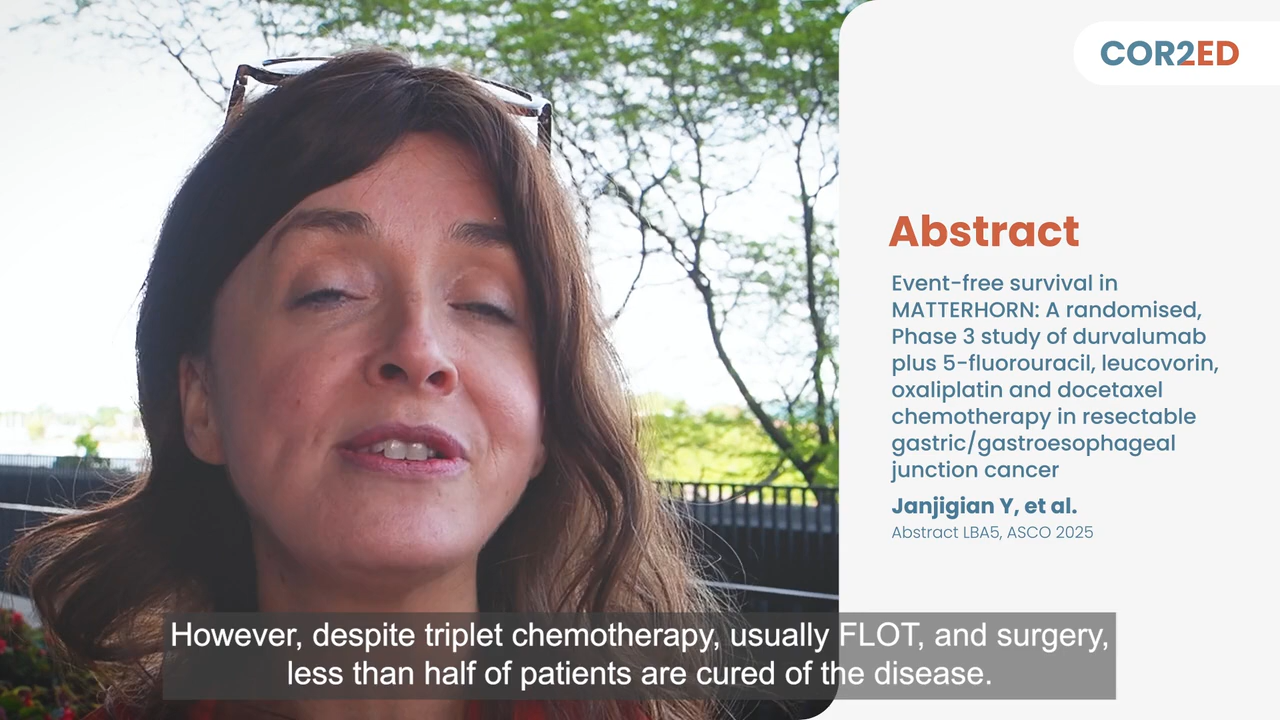 COR2ED
Abstract
Event-free survival in
MATTERHORN: A randomised,
Phase 3 study of durvalumab
plus 5-fluorouracil, leucovorin,
oxaliplatin and docetaxel
chemotherapy in resectable
gastric/gastroesophageal
junction cancer
Janjigian Y, et al.
Abstract LBA5, ASCO 2025
However, despite triplet chemotherapy, usually FLOT, and surgery,
less than half of patients are cured of the disease.